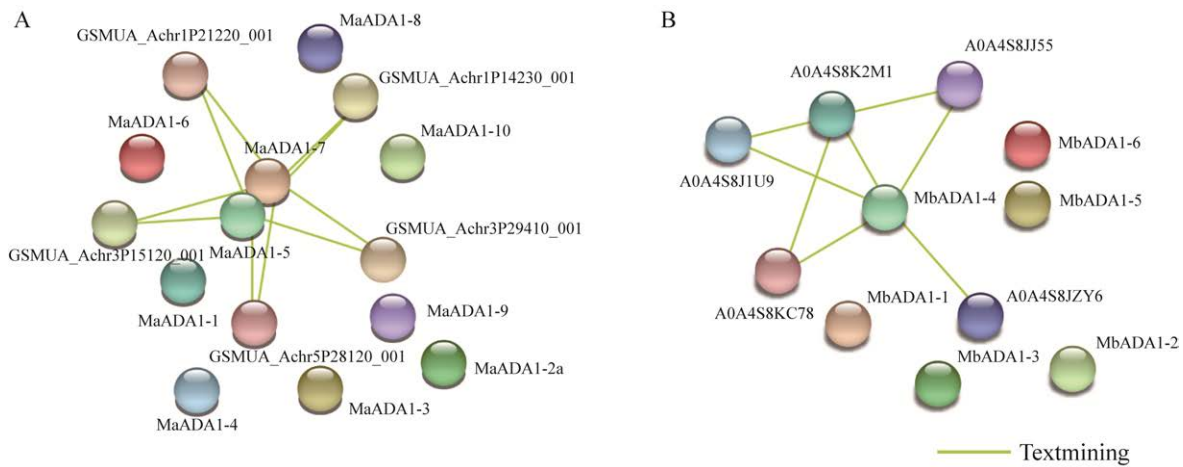 A
MaADA1-8
GSMUA_Achr1P21220_001
GSMUA_Achr1P14230_001
MaADA1-6
MaADA1-10
MaADA1-7
GSMUA_Achr3P29410_001
GSMUA_Achr3P15120_001
MaADA1-5
MaADA1-1
MaADA1-9
GSMUA_Achr5P28120_001
MaADA1-2a
MaADA1-4
MaADA1-3
B
A0A4S8JJ55
A0A4S8K2M1
MbADA1-6
A0A4S8J1U9
MbADA1-4
MbADA1-5
A0A4S8KC78
MbADA1-1
A0A4S8JZY6
MbADA1-3
MbADA1-2
Textmining